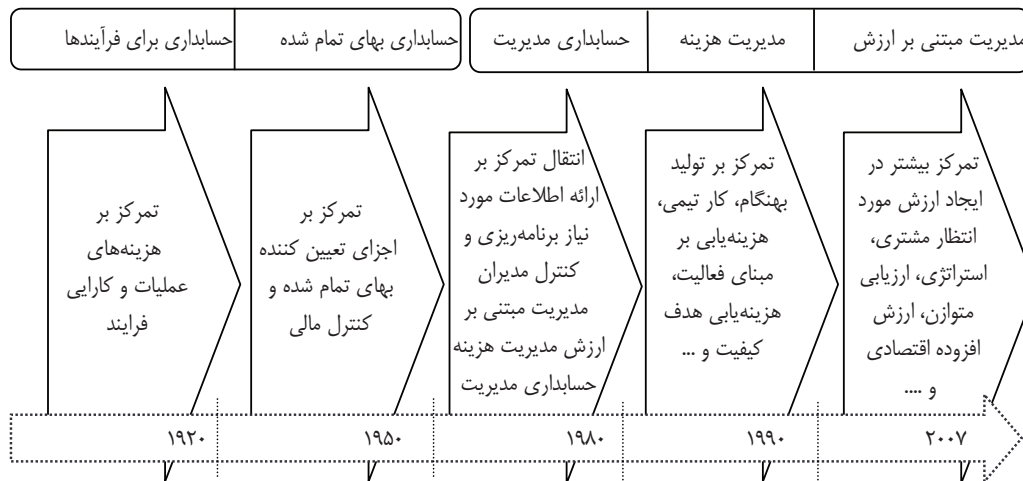 حسابداری برای فرآیندها
حسابداری بهای تمام شده
حسابداری مدیریت
مدیریت هزینه
مدیریت مبتنی بر ارزش
تمرکز بر
هزینه‌های
عملیات و کارایی
فرایند
تمرکز بر
اجزای تعیین کننده
بهای تمام شده و
کنترل مالی
انتقال تمرکز بر
ارائه اطلاعات مورد
نیاز برنامه‌ریزی و
کنترل مدیران
مدیریت مبتنی بر
ارزش مدیریت هزینه
حسابداری مدیریت
تمرکز بر تولید
بهنگام، کار تیمی،
هزینه‌یابی بر
مبنای فعالیت،
هزینه‌یابی هدف
کیفیت و ...
تمرکز بیشتر در
ایجاد ارزش مورد
انتظار مشتری،
استراتژی، ارزیابی
متوازن، ارزش
افزوده اقتصادی
و ....
۱۹۲۰
۱۹۵۰
۱۹۸۰
۱۹۹۰
۲۰۰۷